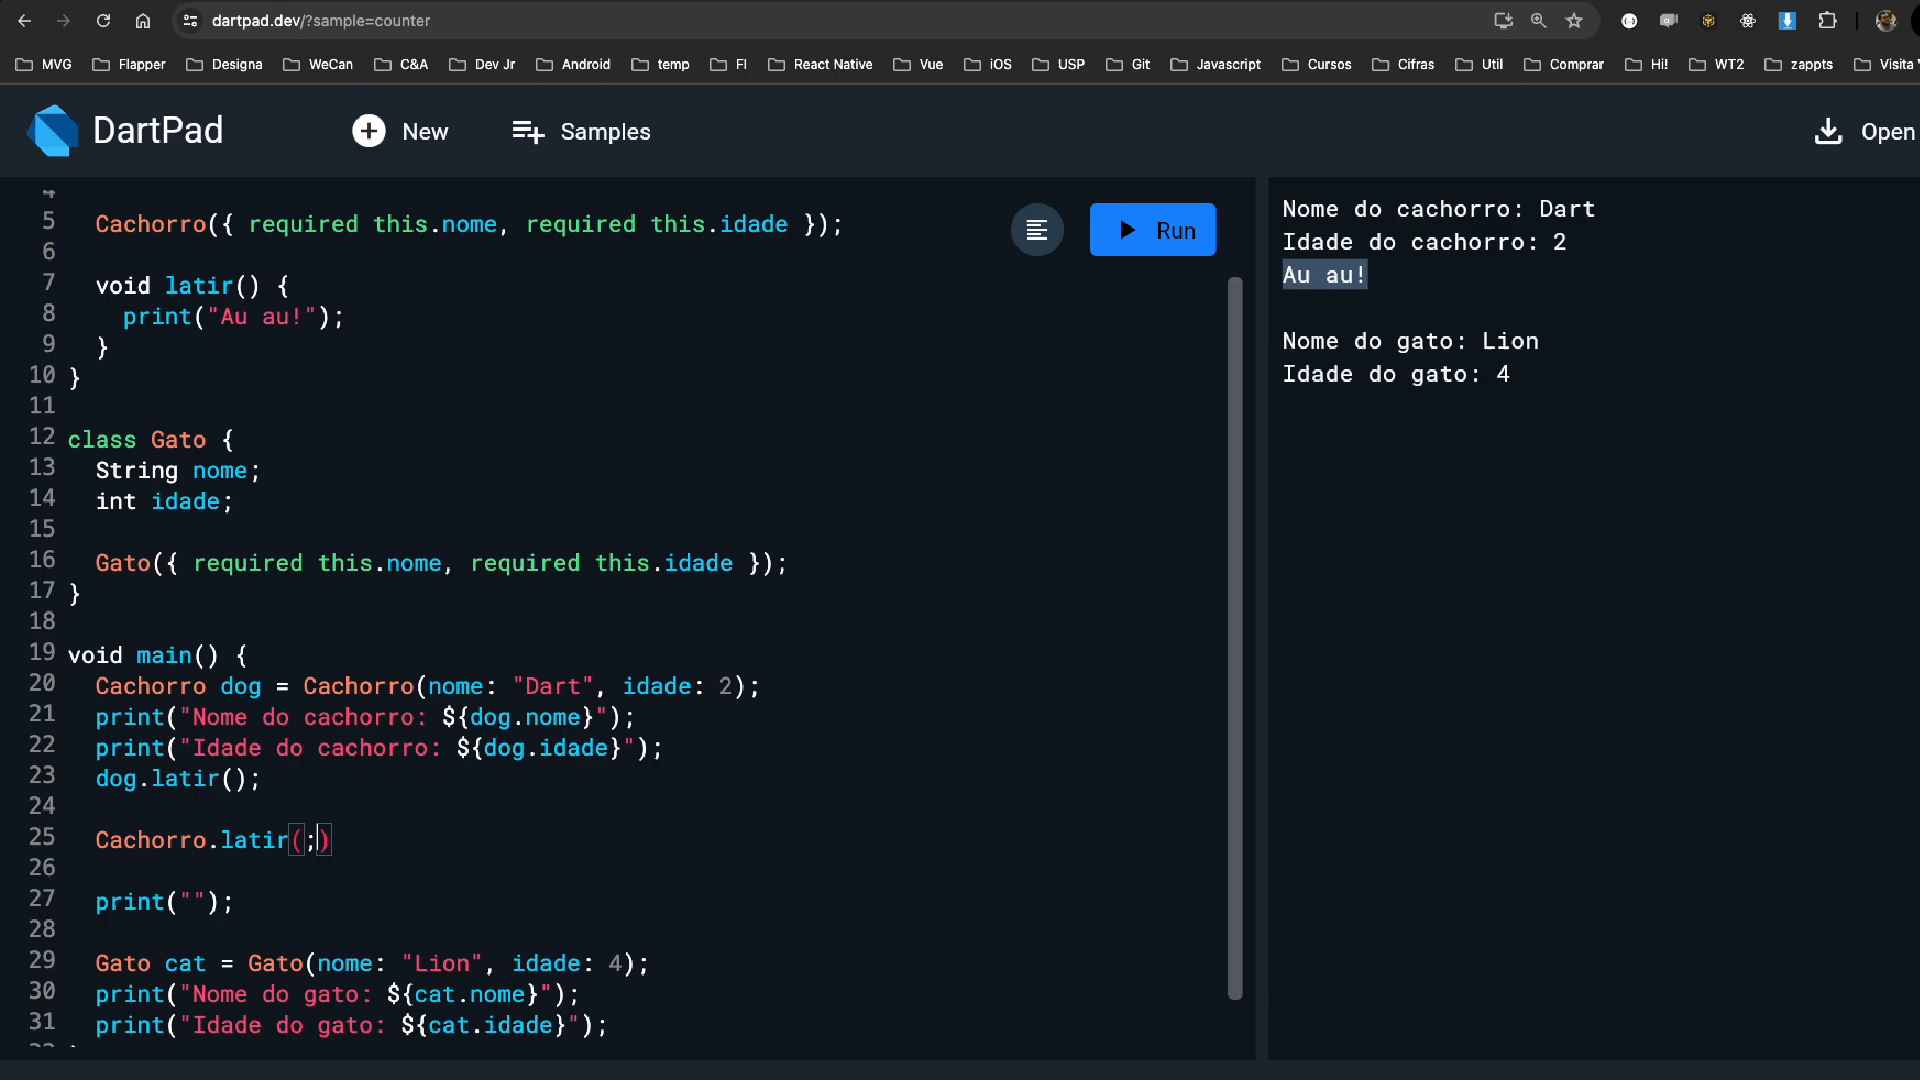 dartpad.dev/?sample=counter
MVG Flapper Designa WeCan C&A Dev Jr Android temp FI React Native Vue iOS USP Git Javascript Cursos Cifras Util Comprar Hi! WT2 zappts Visita
DartPad New Samples Open
4
5 Cachorro({ required this.nome, required this.idade });
6
7 void latir() {
8 print("Au au!");
9 }
10 }
11
12 class Gato {
13 String nome;
14 int idade;
15
16 Gato({ required this.nome, required this.idade });
17 }
18
19 void main() {
20 Cachorro dog = Cachorro(nome: "Dart", idade: 2);
21 print("Nome do cachorro: ${dog.nome}");
22 print("Idade do cachorro: ${dog.idade}");
23 dog.latir();
24
25 Cachorro.latir(;)
26
27 print("");
28
29 Gato cat = Gato(nome: "Lion", idade: 4);
30 print("Nome do gato: ${cat.nome}");
31 print("Idade do gato: ${cat.idade}");
Run
Nome do cachorro: Dart
Idade do cachorro: 2
Au au!
Nome do gato: Lion
Idade do gato: 4